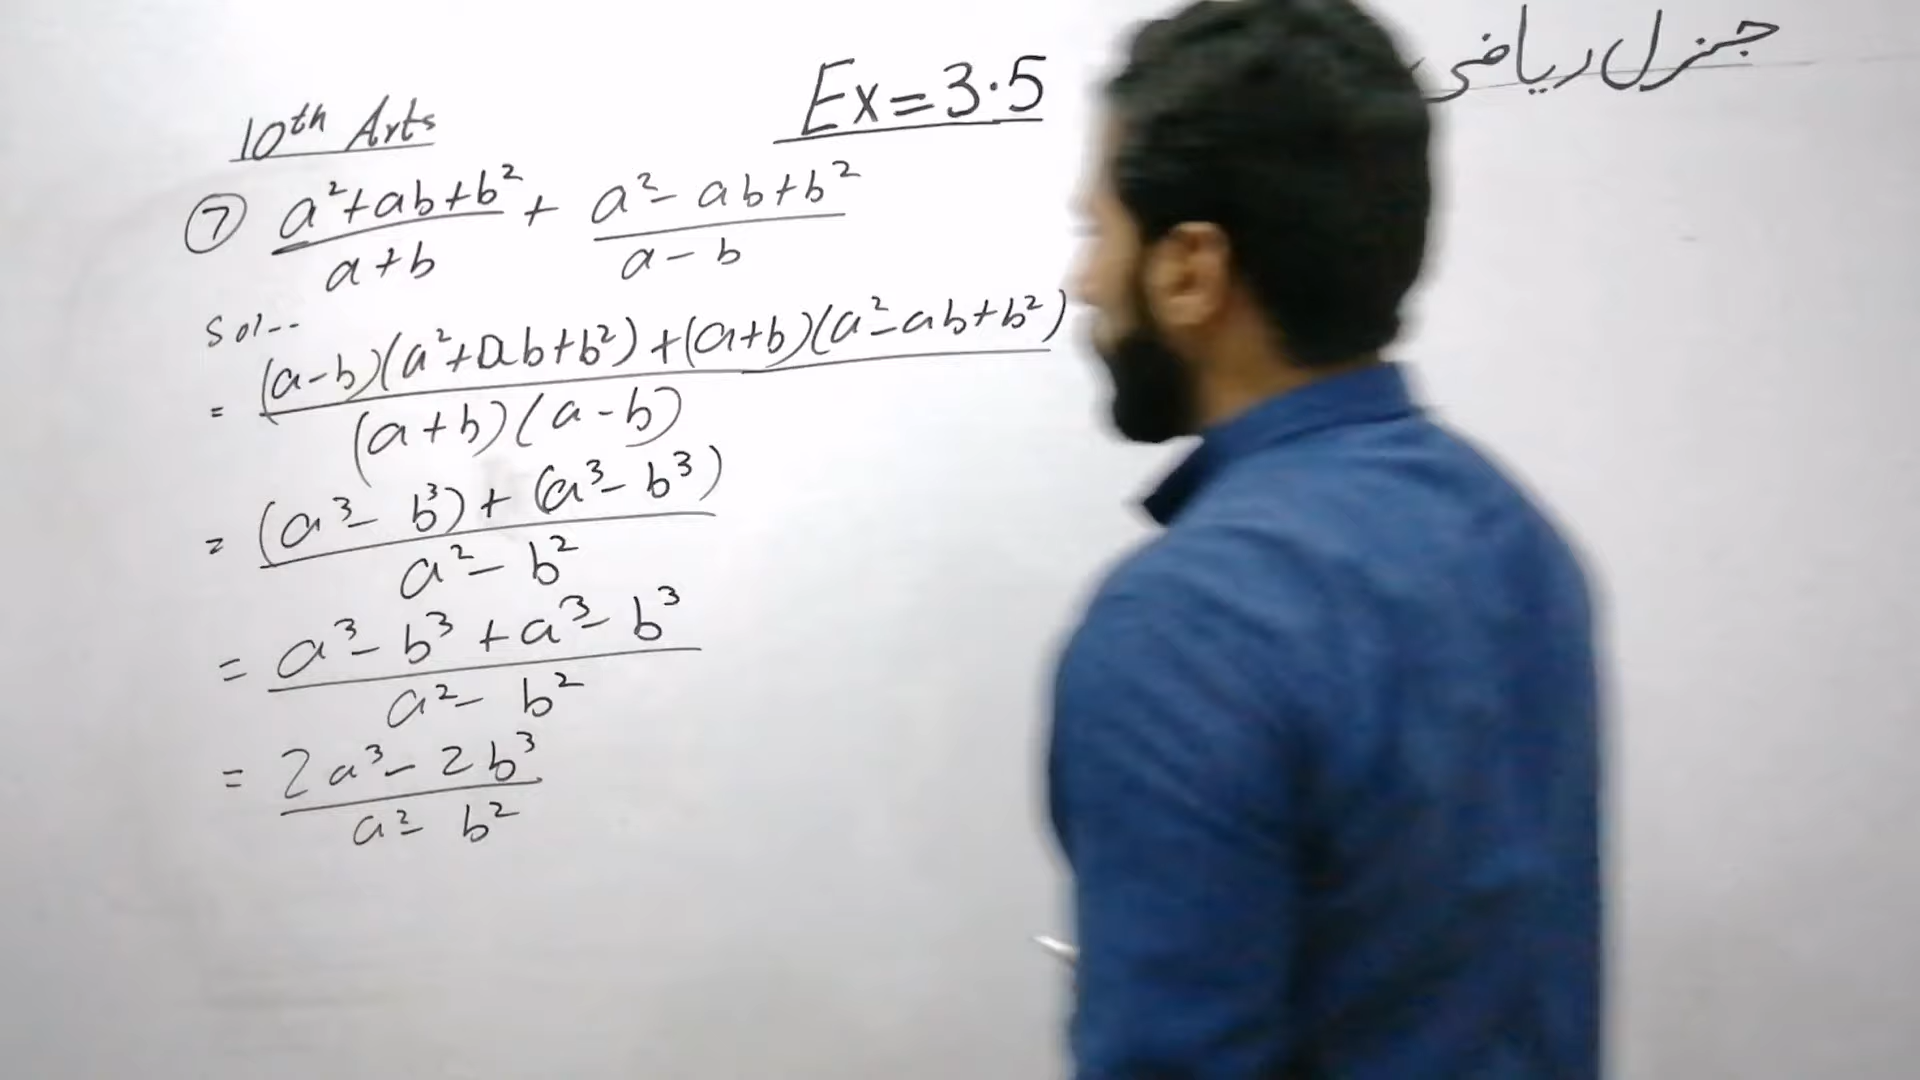 جنرل ریاضی
Ex = 3.5
10th Arts
⑦ (a² + ab + b²)/(a + b) + (a² - ab + b²)/(a - b)
Sol--
= ((a-b)(a²+ab+b²) + (a+b)(a²-ab+b²))/((a+b)(a-b))
= ((a³ - b³) + (a³ - b³))/(a² - b²)
= (a³ - b³ + a³ - b³)/(a² - b²)
= (2a³ - 2b³)/(a² - b²)